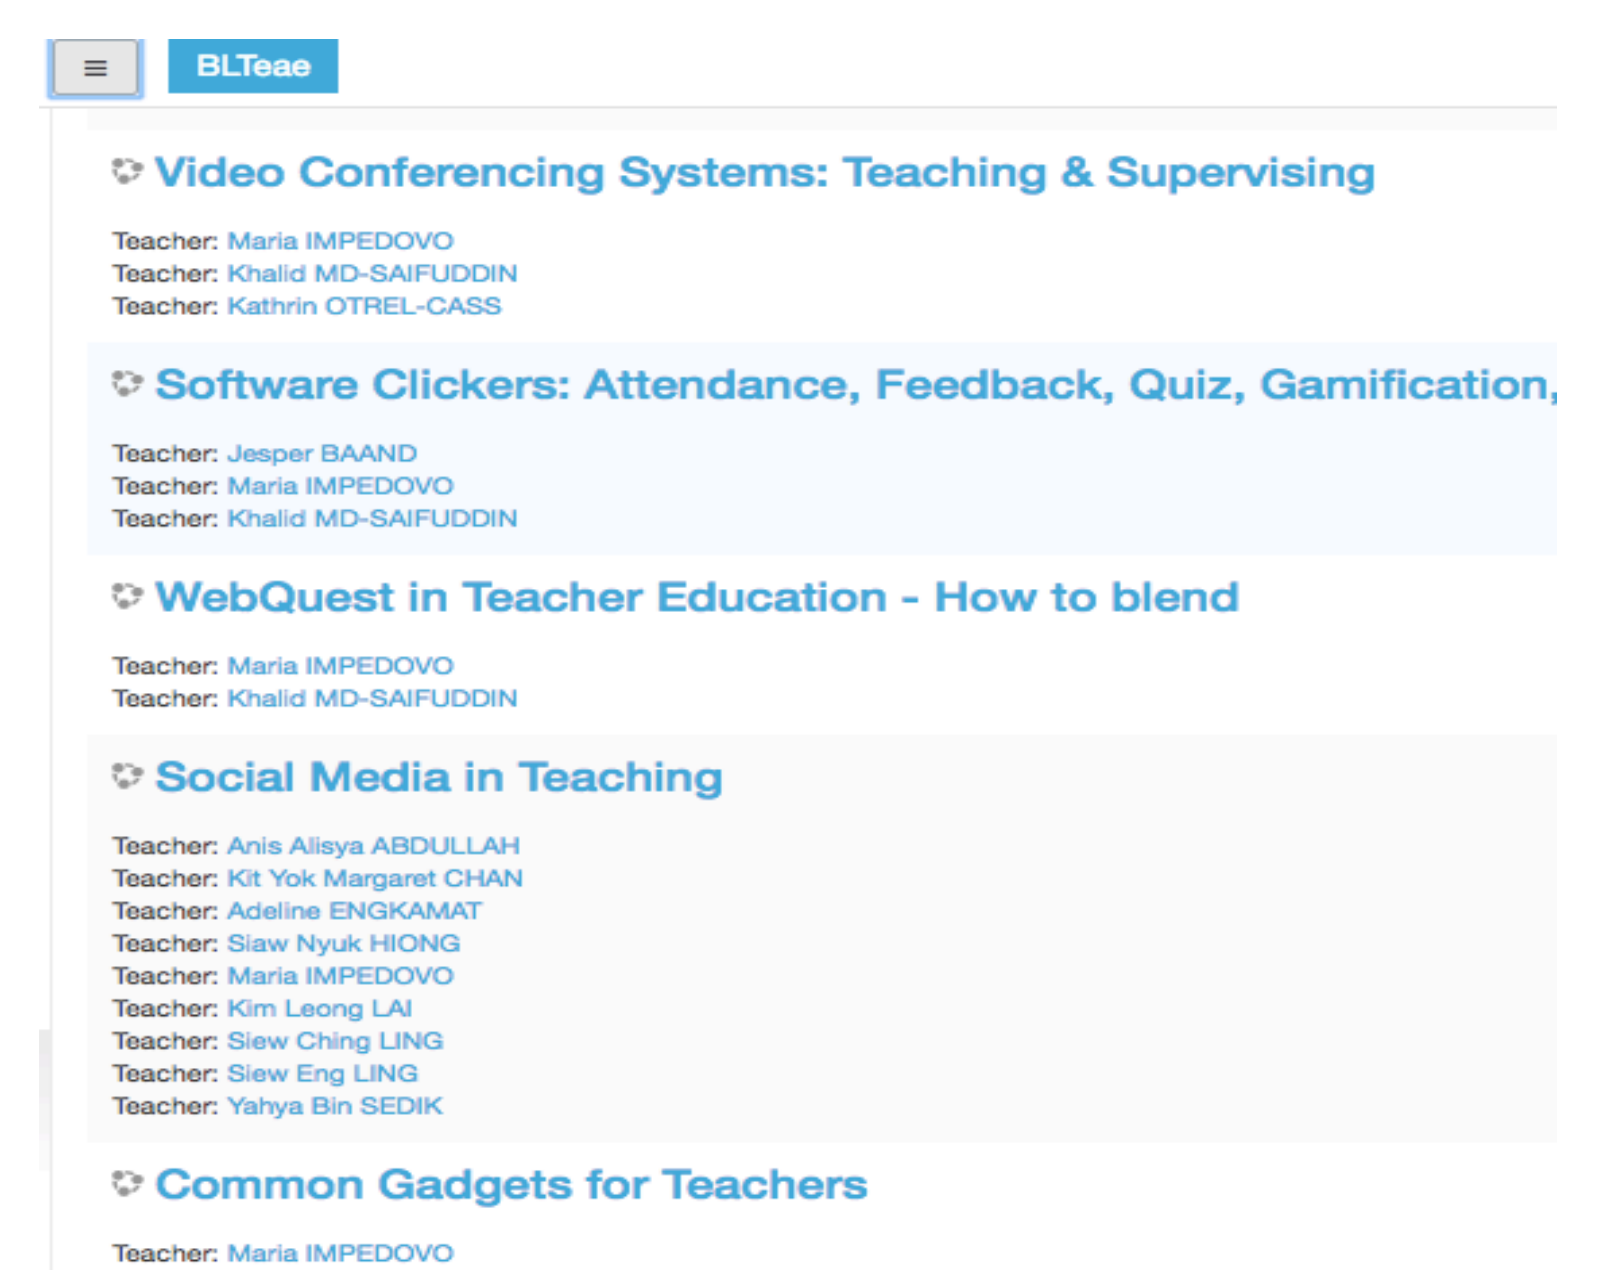 BLTeae
Video Conferencing Systems: Teaching & Supervising
Teacher: Maria IMPEDOVO
Teacher: Khalid MD-SAIFUDDIN
Teacher: Kathrin OTREL-CASS
Software Clickers: Attendance, Feedback, Quiz, Gamification,
Teacher: Jesper BAAND
Teacher: Maria IMPEDOVO
Teacher: Khalid MD-SAIFUDDIN
WebQuest in Teacher Education - How to blend
Teacher: Maria IMPEDOVO
Teacher: Khalid MD-SAIFUDDIN
Social Media in Teaching
Teacher: Anis Alisya ABDULLAH
Teacher: Kit Yok Margaret CHAN
Teacher: Adeline ENGKAMAT
Teacher: Siaw Nyuk HIONG
Teacher: Maria IMPEDOVO
Teacher: Kim Leong LAI
Teacher: Siew Ching LING
Teacher: Siew Eng LING
Teacher: Yahya Bin SEDIK
Common Gadgets for Teachers
Teacher: Maria IMPEDOVO